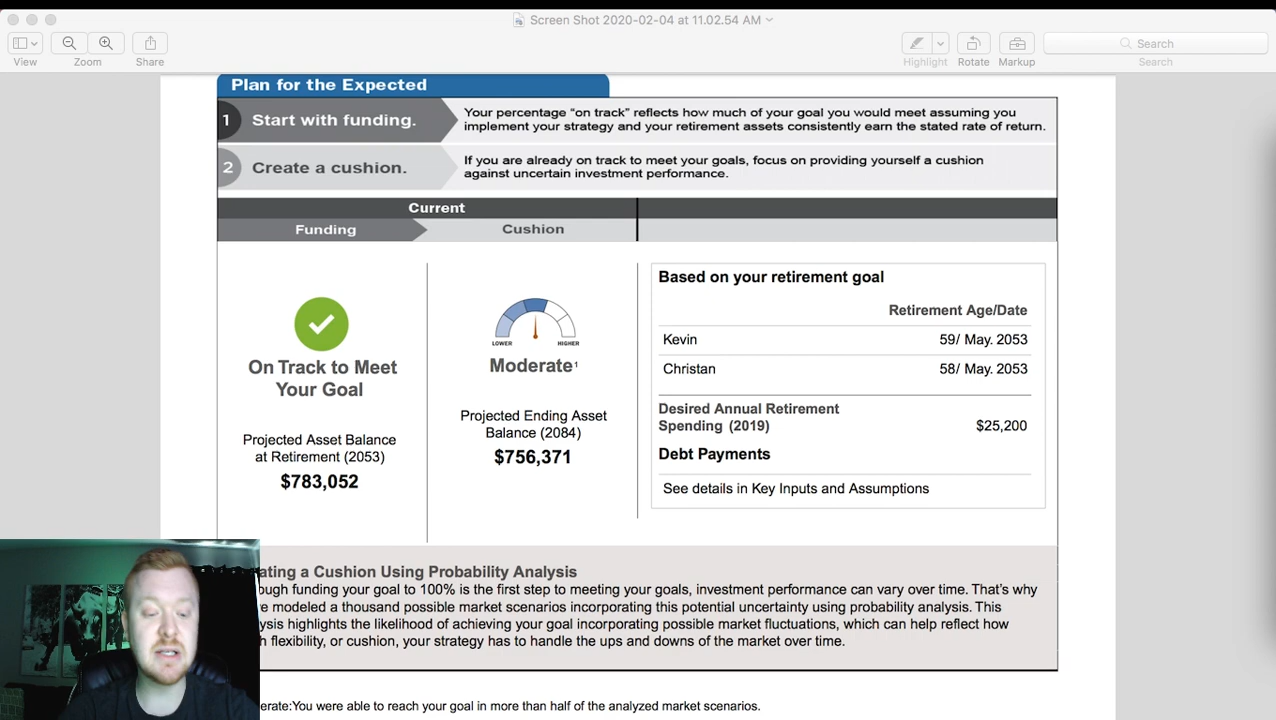 Screen Shot 2020-02-04 at 11.02.54 AM
View
Zoom
Share
Highlight
Rotate
Markup
Search
Search
Plan for the Expected
1 Start with funding.
Your percentage "on track" reflects how much of your goal you would meet assuming you
implement your strategy and your retirement assets consistently earn the stated rate of return.
2 Create a cushion.
If you are already on track to meet your goals, focus on providing yourself a cushion
against uncertain investment performance.
Current
Funding
Cushion
On Track to Meet
Your Goal
Projected Asset Balance
at Retirement (2053)
$783,052
LOWER
HIGHER
Moderate¹
Projected Ending Asset
Balance (2084)
$756,371
Based on your retirement goal
Retirement Age/Date
Kevin 59/ May. 2053
Christan 58/ May. 2053
Desired Annual Retirement
Spending (2019) $25,200
Debt Payments
See details in Key Inputs and Assumptions
ating a Cushion Using Probability Analysis
ough funding your goal to 100% is the first step to meeting your goals, investment performance can vary over time. That's why
e modeled a thousand possible market scenarios incorporating this potential uncertainty using probability analysis. This
ysis highlights the likelihood of achieving your goal incorporating possible market fluctuations, which can help reflect how
h flexibility, or cushion, your strategy has to handle the ups and downs of the market over time.
erate:You were able to reach your goal in more than half of the analyzed market scenarios.